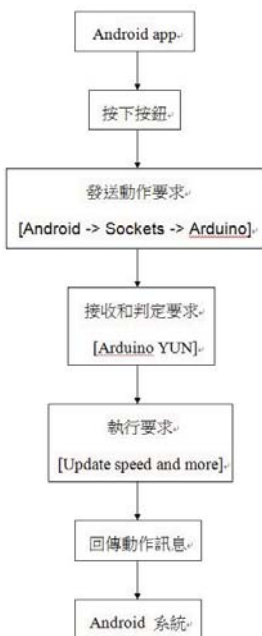 Android app
按下按鈕
發送動作要求
[Android -> Sockets -> Arduino]
接收和判定要求
[Arduino YUN]
執行要求
[Update speed and more]
回傳動作訊息
Android 系統